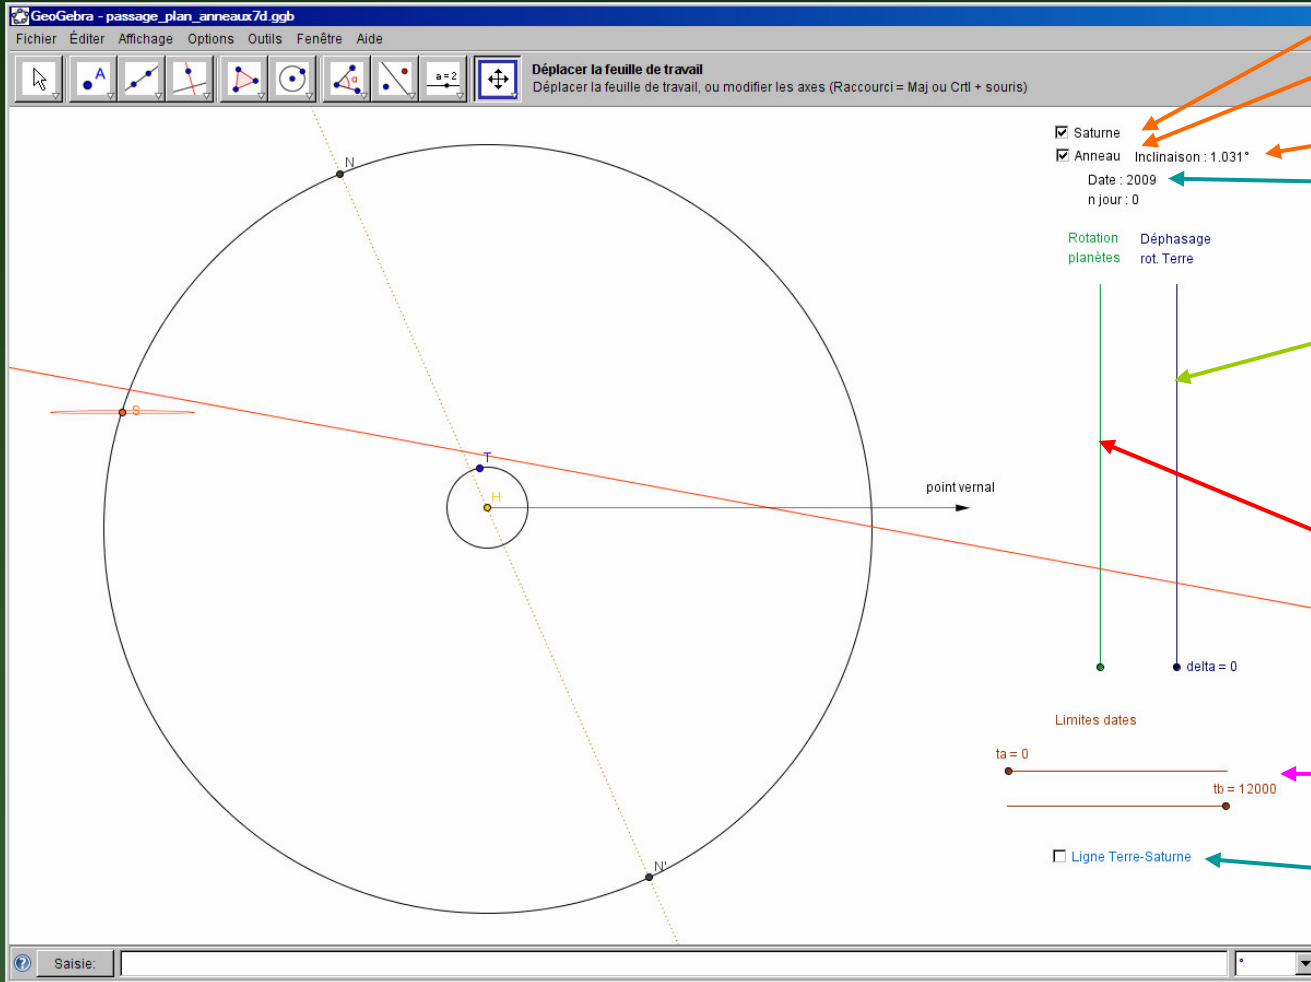 GeoGebra - passage_plan_anneaux7d.ggb
Fichier Éditer Affichage Options Outils Fenêtre Aide
A
α
a = 2
Déplacer la feuille de travail
Déplacer la feuille de travail, ou modifier les axes (Raccourci = Maj ou Crtl + souris)
Saturne
Anneau Inclinaison : 1.031°
Date : 2009
n jour : 0
Rotation planètes
Déphasage rot. Terre
N
S
T
H
point vernal
delta = 0
Limites dates
ta = 0
tb = 12000
N'
Ligne Terre-Saturne
Saisie:
°